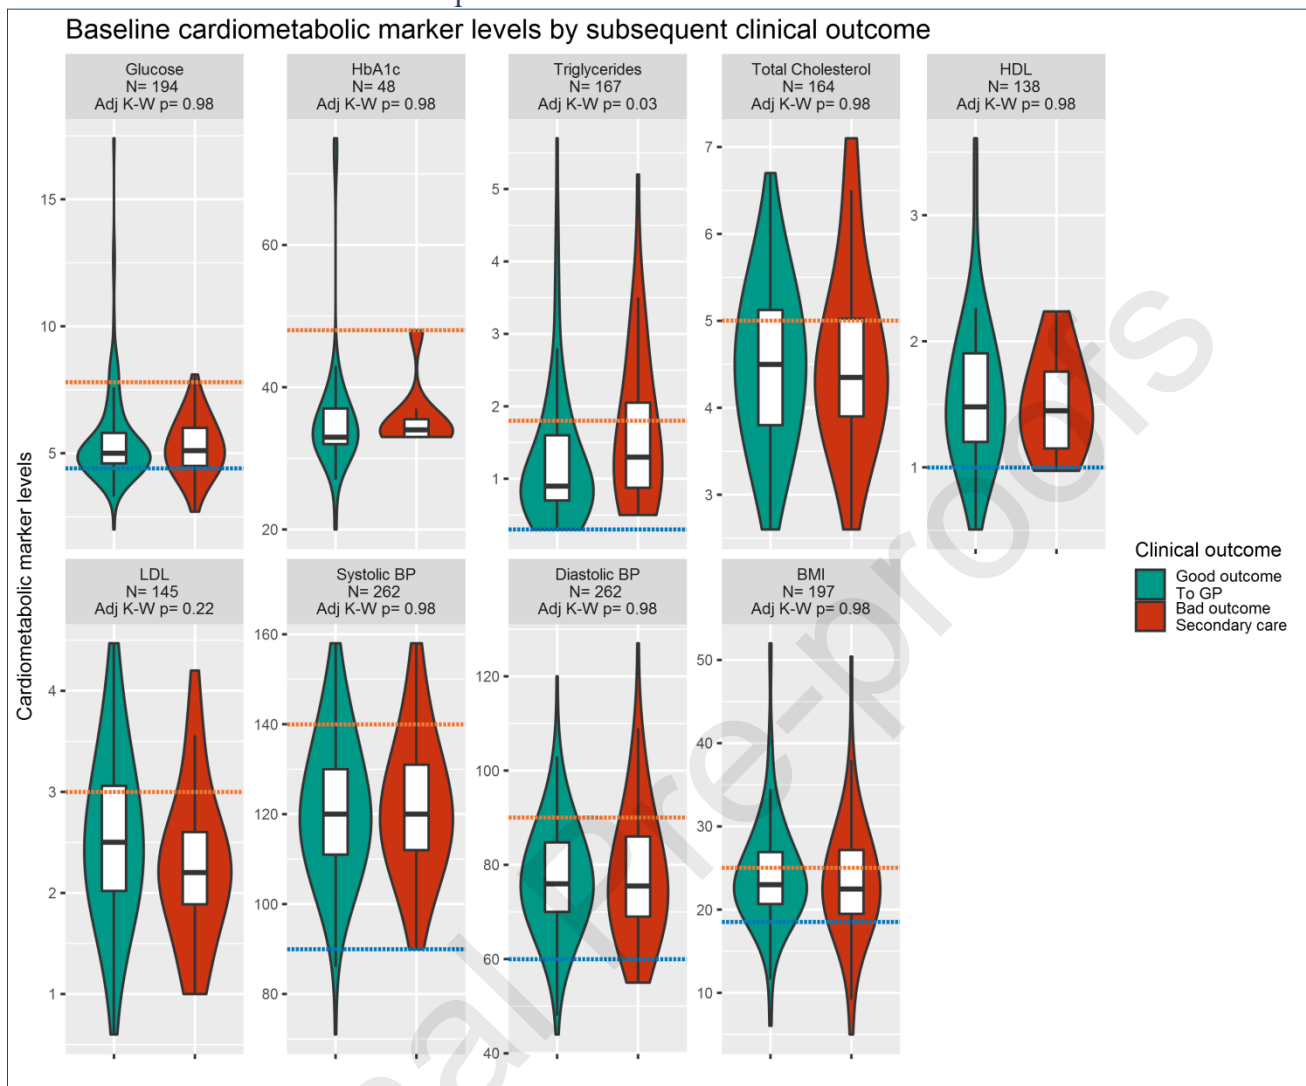 Baseline cardiometabolic marker levels by subsequent clinical outcome
Glucose
N= 194
Adj K-W p= 0.98
HbA1c
N= 48
Adj K-W p= 0.98
Triglycerides
N= 167
Adj K-W p= 0.03
Total Cholesterol
N= 164
Adj K-W p= 0.98
HDL
N= 138
Adj K-W p= 0.98
15
10
5
60
40
20
5
4
3
2
1
7
6
5
4
3
3
2
1
Cardiometabolic marker levels
LDL
N= 145
Adj K-W p= 0.22
Systolic BP
N= 262
Adj K-W p= 0.98
Diastolic BP
N= 262
Adj K-W p= 0.98
BMI
N= 197
Adj K-W p= 0.98
4
3
2
1
160
140
120
100
80
120
100
80
60
40
50
40
30
20
10
Clinical outcome
Good outcome
To GP
Bad outcome
Secondary care
al Pre-proofs